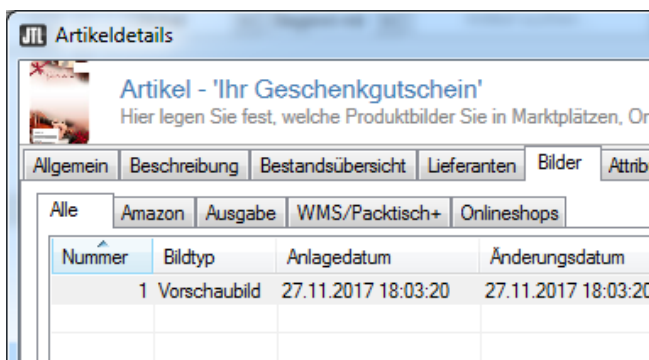 JTL Artikeldetails
Artikel - 'Ihr Geschenkgutschein'
Hier legen Sie fest, welche Produktbilder Sie in Marktplätzen, On
Allgemein Beschreibung Bestandsübersicht Lieferanten Bilder Attrib
Alle Amazon Ausgabe WMS/Packtisch+ Onlineshops
Nummer Bildtyp Anlagedatum Änderungsdatum
1 Vorschaubild 27.11.2017 18:03:20 27.11.2017 18:03:20